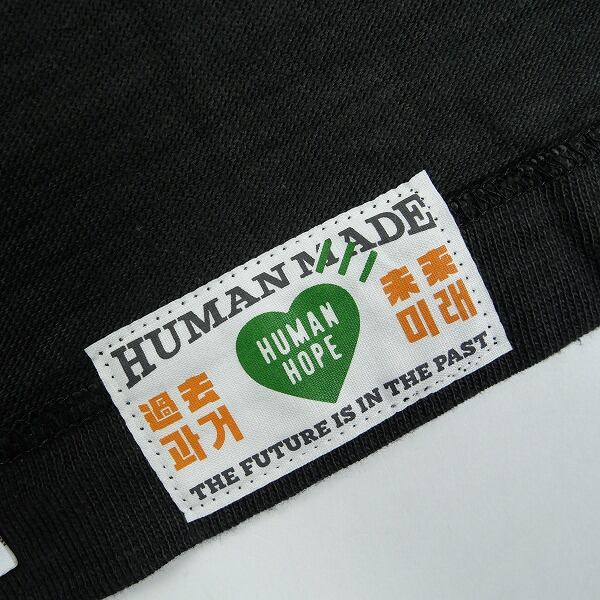 HUMAN MADE
HUMAN
HOPE
未来
미래
過去
과거
THE FUTURE IS IN THE PAST